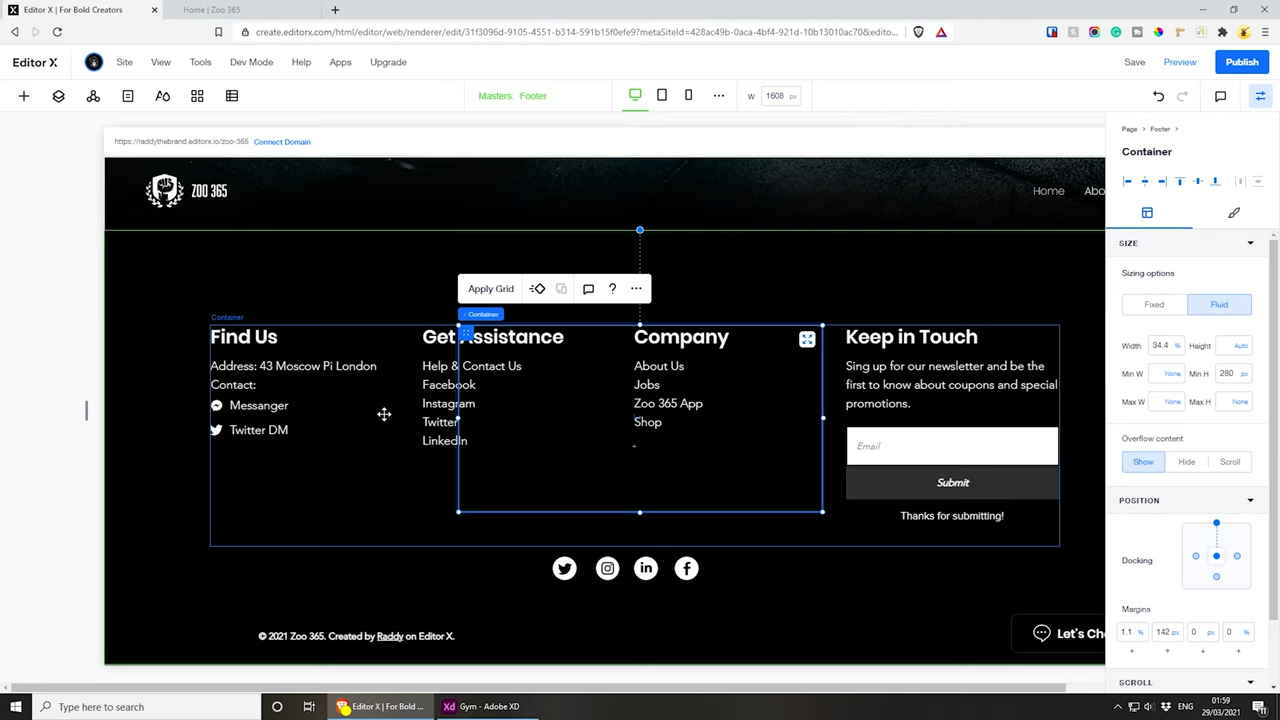 Editor X | For Bold Creators
Home | Zoo 365
create.editorx.com/html/editor/web/renderer/edit/31f3096d-9105-4551-b314-591b15f0efe9?metaSiteId=428ac49b-0aca-4bf4-921d-10b13010ac70&edito...
Editor X Site View Tools Dev Mode Help Apps Upgrade Save Preview Publish
Masters: Footer W 1608 px
https://raddythebrand.editorx.io/zoo-365 Connect Domain
ZOO 365 Home Abo
Apply Grid ? ...
Container
Container
Find Us
Address: 43 Moscow Pi London
Contact:
Messanger
Twitter DM
Get Assistance
Help & Contact Us
Facebook
Instagram
Twitter
LinkedIn
Company
About Us
Jobs
Zoo 365 App
Shop
Keep in Touch
Sing up for our newsletter and be the
first to know about coupons and special
promotions.
Email
Submit
Thanks for submitting!
© 2021 Zoo 365. Created by Raddy on Editor X.
Let's Ch
Page > Footer >
Container
SIZE
Sizing options
Fixed Fluid
Width 34.4 % Height Auto
Min W None Min H 280 px
Max W None Max H None
Overflow content
Show Hide Scroll
POSITION
Docking
Margins
1.1 % 142 px 0 px 0 %
SCROLL
Type here to search
Editor X | For Bold ...
Gym - Adobe XD
ENG
01:59
29/03/2021